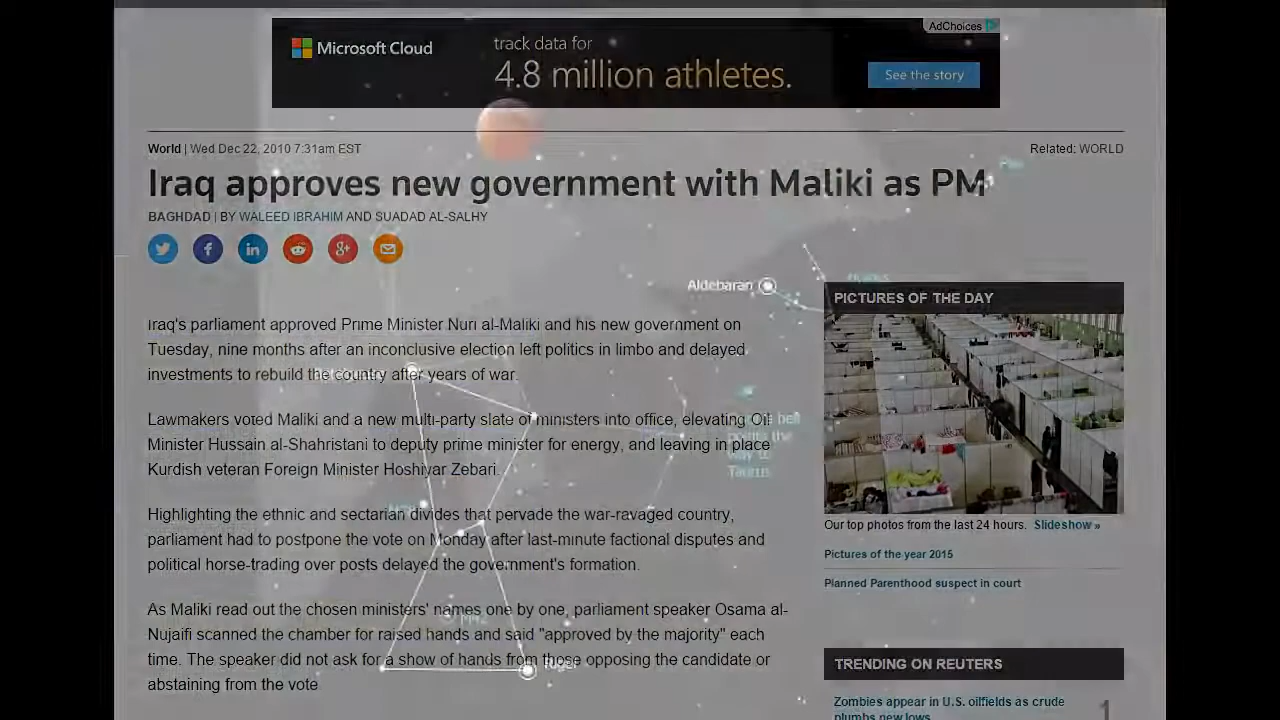 AdChoices
Microsoft Cloud
track data for
4.8 million athletes.
See the story
World | Wed Dec 22, 2010 7:31am EST
Related: WORLD
Iraq approves new government with Maliki as PM
BAGHDAD | BY WALEED IBRAHIM AND SUADAD AL-SALHY
Aldebaran
Iraq's parliament approved Prime Minister Nuri al-Maliki and his new government on
Tuesday, nine months after an inconclusive election left politics in limbo and delayed
investments to rebuild the country after years of war.
Lawmakers voted Maliki and a new multi-party slate of ministers into office, elevating Oil
Minister Hussain al-Shahristani to deputy prime minister for energy, and leaving in place
Kurdish veteran Foreign Minister Hoshiyar Zebari.
Highlighting the ethnic and sectarian divides that pervade the war-ravaged country,
parliament had to postpone the vote on Monday after last-minute factional disputes and
political horse-trading over posts delayed the government's formation.
As Maliki read out the chosen ministers' names one by one, parliament speaker Osama al-
Nujaifi scanned the chamber for raised hands and said "approved by the majority" each
time. The speaker did not ask for a show of hands from those opposing the candidate or
abstaining from the vote
belt
points the
way to
Taurus
M42
Rigel
PICTURES OF THE DAY
Our top photos from the last 24 hours. Slideshow »
Pictures of the year 2015
Planned Parenthood suspect in court
TRENDING ON REUTERS
Zombies appear in U.S. oilfields as crude
plumbs new lows
1